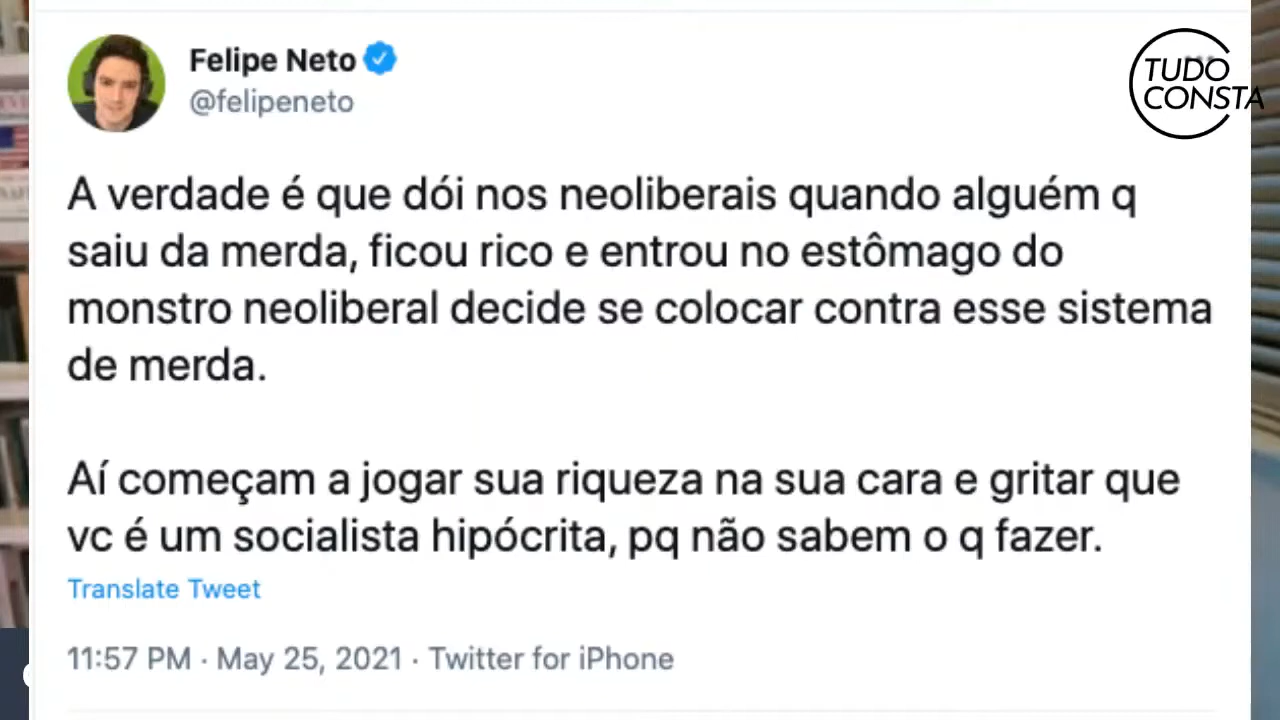 Felipe Neto
@felipeneto
TUDO
CONSTA
A verdade é que dói nos neoliberais quando alguém q
saiu da merda, ficou rico e entrou no estômago do
monstro neoliberal decide se colocar contra esse sistema
de merda.
Aí começam a jogar sua riqueza na sua cara e gritar que
vc é um socialista hipócrita, pq não sabem o q fazer.
Translate Tweet
11:57 PM · May 25, 2021 · Twitter for iPhone